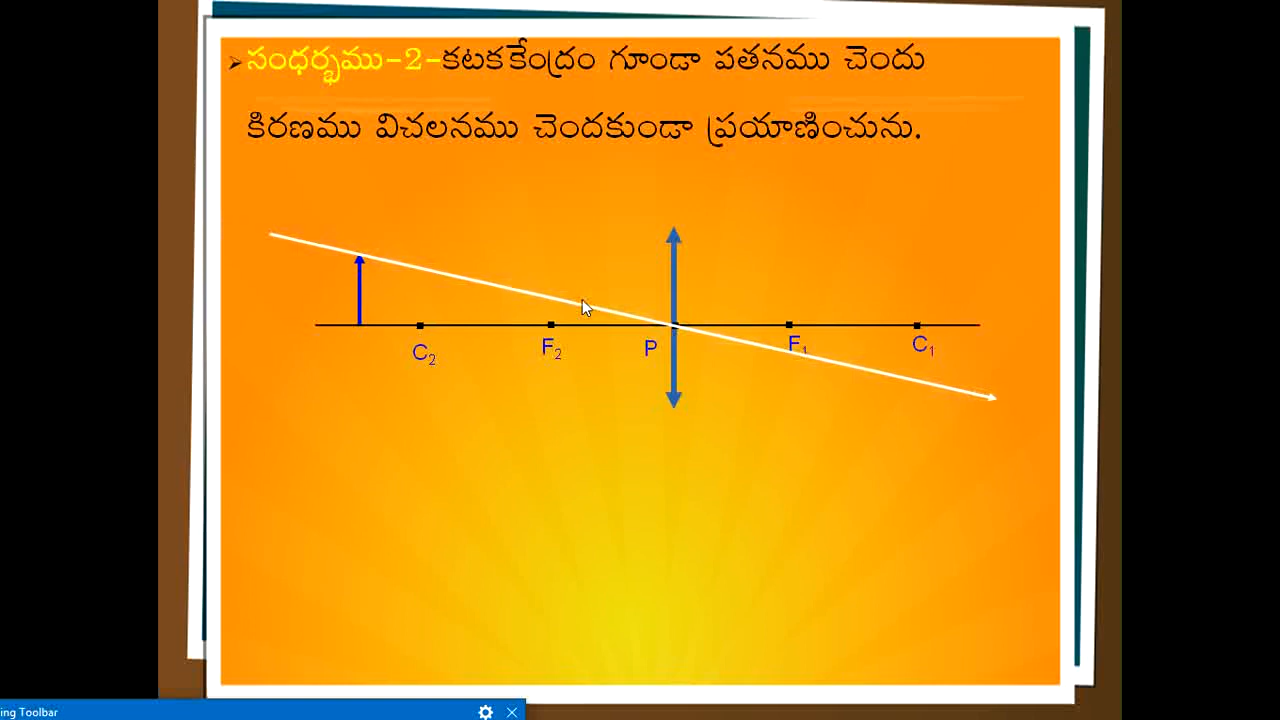 సంధర్భము-2-కటకకేంద్రం గూండా పతనము చెందు
కిరణము విచలనము చెందకుండా ప్రయాణించును.
C₂ F₂ P F₁ C₁
ing Toolbar